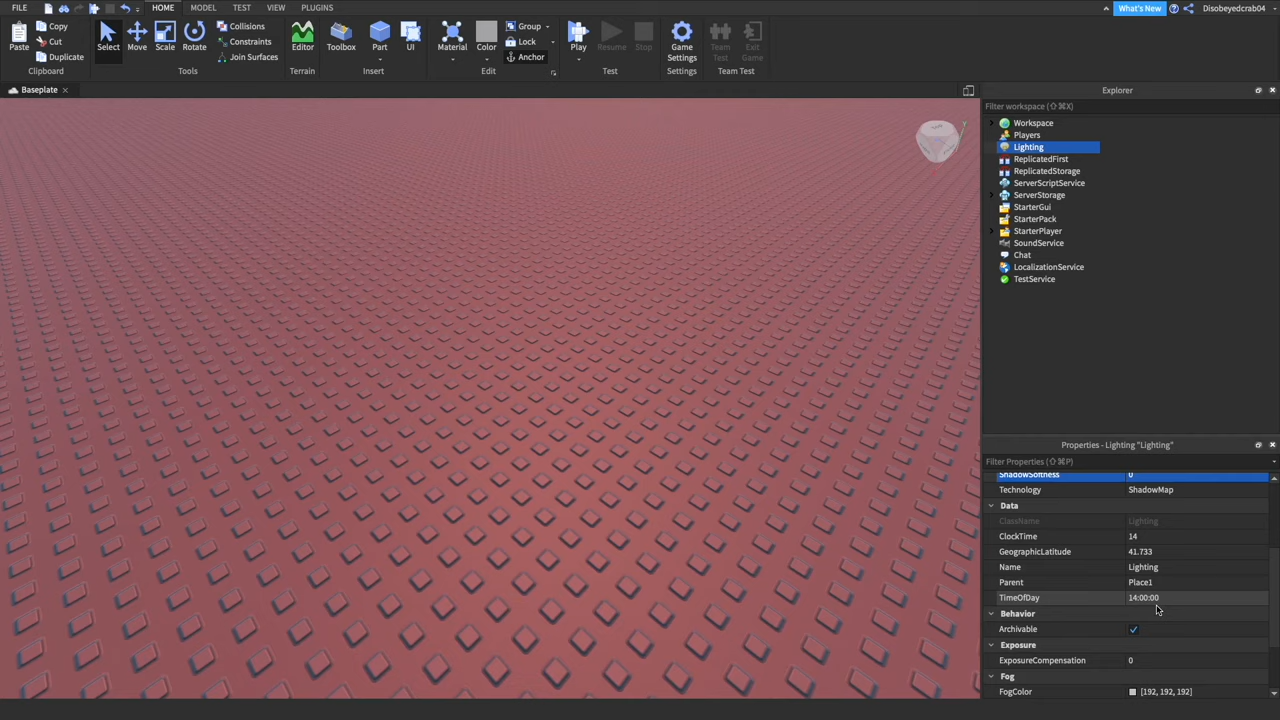 FILE HOME MODEL TEST VIEW PLUGINS What's New Disobeyedcrab04
Paste Copy Cut Duplicate Clipboard
Select Move Scale Rotate Collisions Constraints Join Surfaces Tools
Editor Terrain
Toolbox Part UI Insert
Material Color Group Lock Anchor Edit
Play Resume Stop Test
Game Settings Settings
Team Test Exit Game Team Test
Baseplate
Explorer
Filter workspace (⇧⌘X)
Workspace
Players
Lighting
ReplicatedFirst
ReplicatedStorage
ServerScriptService
ServerStorage
StarterGui
StarterPack
StarterPlayer
SoundService
Chat
LocalizationService
TestService
Properties - Lighting "Lighting"
Filter Properties (⇧⌘P)
ShadowSoftness 0
Technology ShadowMap
Data
ClassName Lighting
ClockTime 14
GeographicLatitude 41.733
Name Lighting
Parent Place1
TimeOfDay 14:00:00
Behavior
Archivable
Exposure
ExposureCompensation 0
Fog
FogColor [192, 192, 192]